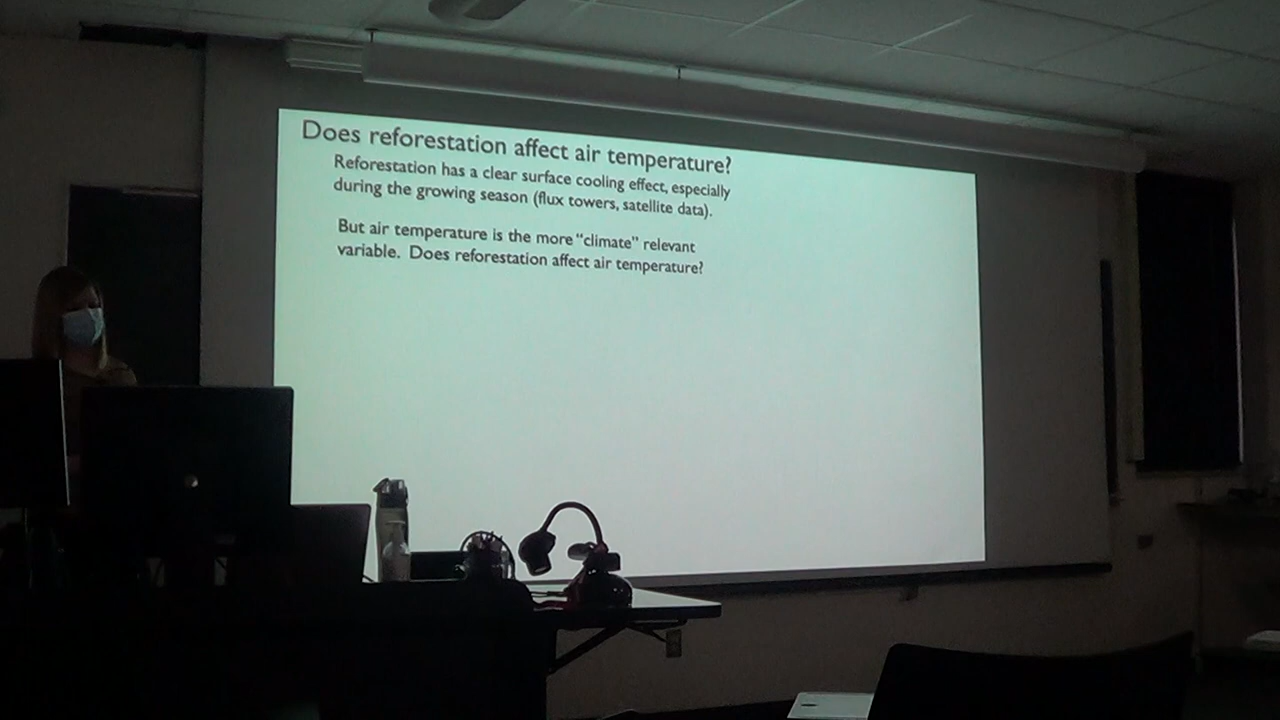 Does reforestation affect air temperature?
Reforestation has a clear surface cooling effect, especially
during the growing season (flux towers, satellite data).
But air temperature is the more “climate” relevant
variable.  Does reforestation affect air temperature?